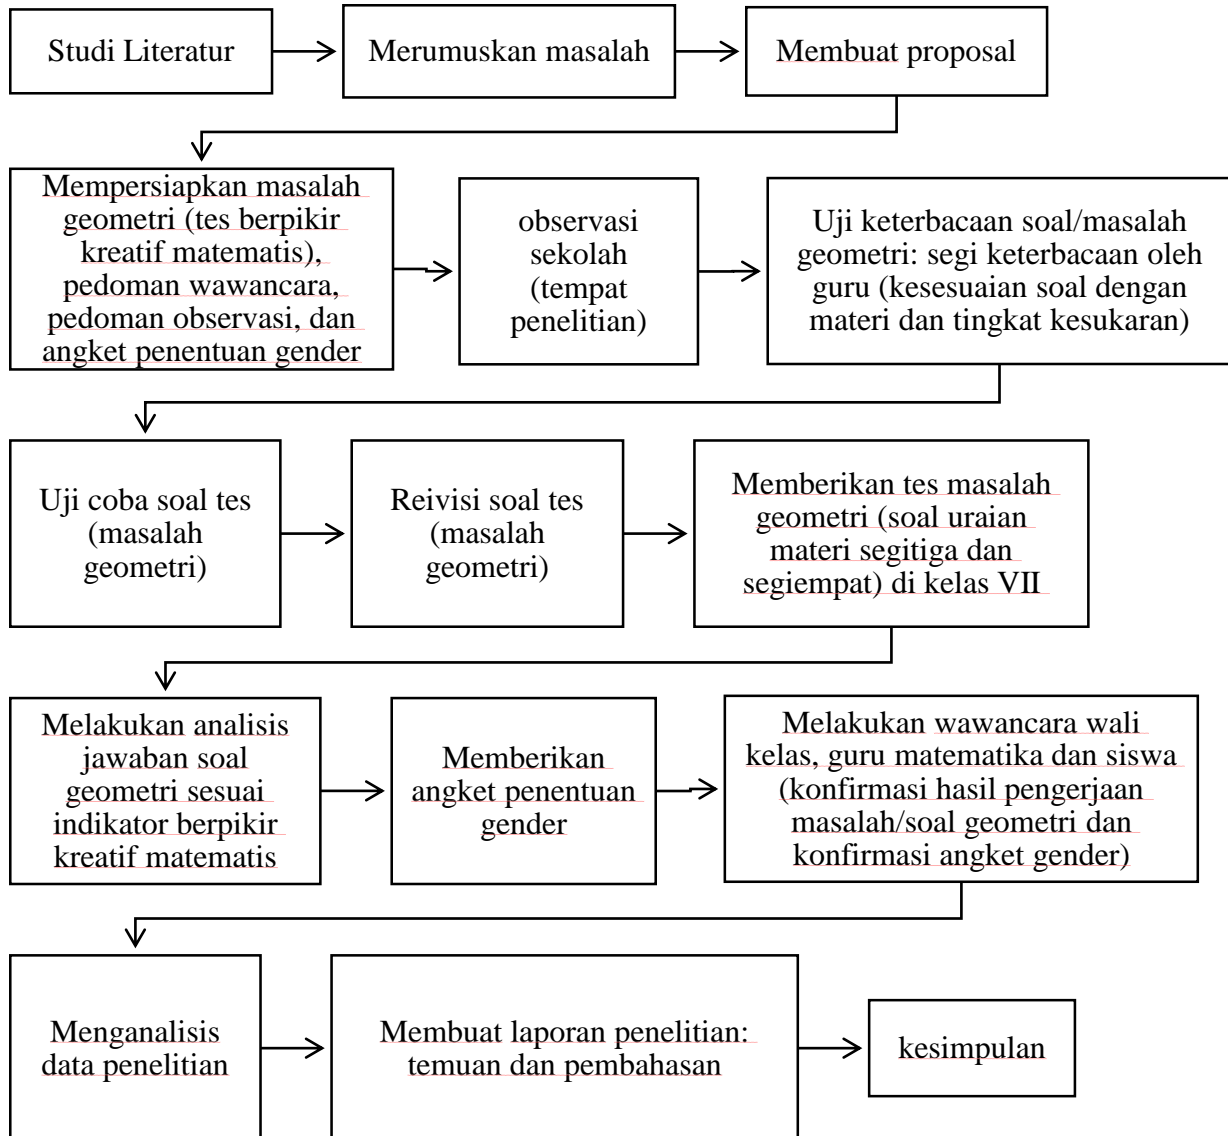 Studi Literatur
Merumuskan masalah
Membuat proposal
Mempersiapkan masalah
geometri (tes berpikir
kreatif matematis),
pedoman wawancara,
pedoman observasi, dan
angket penentuan gender
observasi
sekolah
(tempat
penelitian)
Uji keterbacaan soal/masalah
geometri: segi keterbacaan oleh
guru (kesesuaian soal dengan
materi dan tingkat kesukaran)
Uji coba soal tes
(masalah
geometri)
Reivisi soal tes
(masalah
geometri)
Memberikan tes masalah
geometri (soal uraian
materi segitiga dan
segiempat) di kelas VII
Melakukan analisis
jawaban soal
geometri sesuai
indikator berpikir
kreatif matematis
Memberikan
angket penentuan
gender
Melakukan wawancara wali
kelas, guru matematika dan siswa
(konfirmasi hasil pengerjaan
masalah/soal geometri dan
konfirmasi angket gender)
Menganalisis
data penelitian
Membuat laporan penelitian:
temuan dan pembahasan
kesimpulan